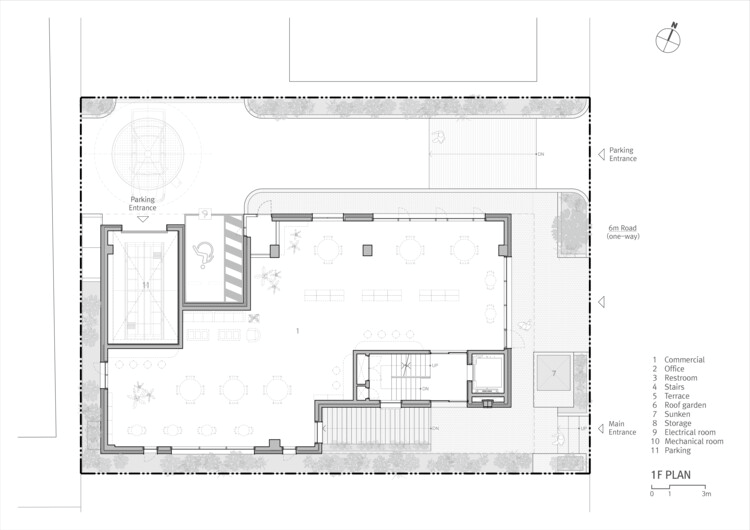 N
Parking
Entrance
DN
Parking
Entrance
9
11
6m Road
(one-way)
1
UP
DN
7
DN
UP
Main
Entrance
1 Commercial
2 Office
3 Restroom
4 Stairs
5 Terrace
6 Roof garden
7 Sunken
8 Storage
9 Electrical room
10 Mechanical room
11 Parking
1F PLAN
0 1 3m